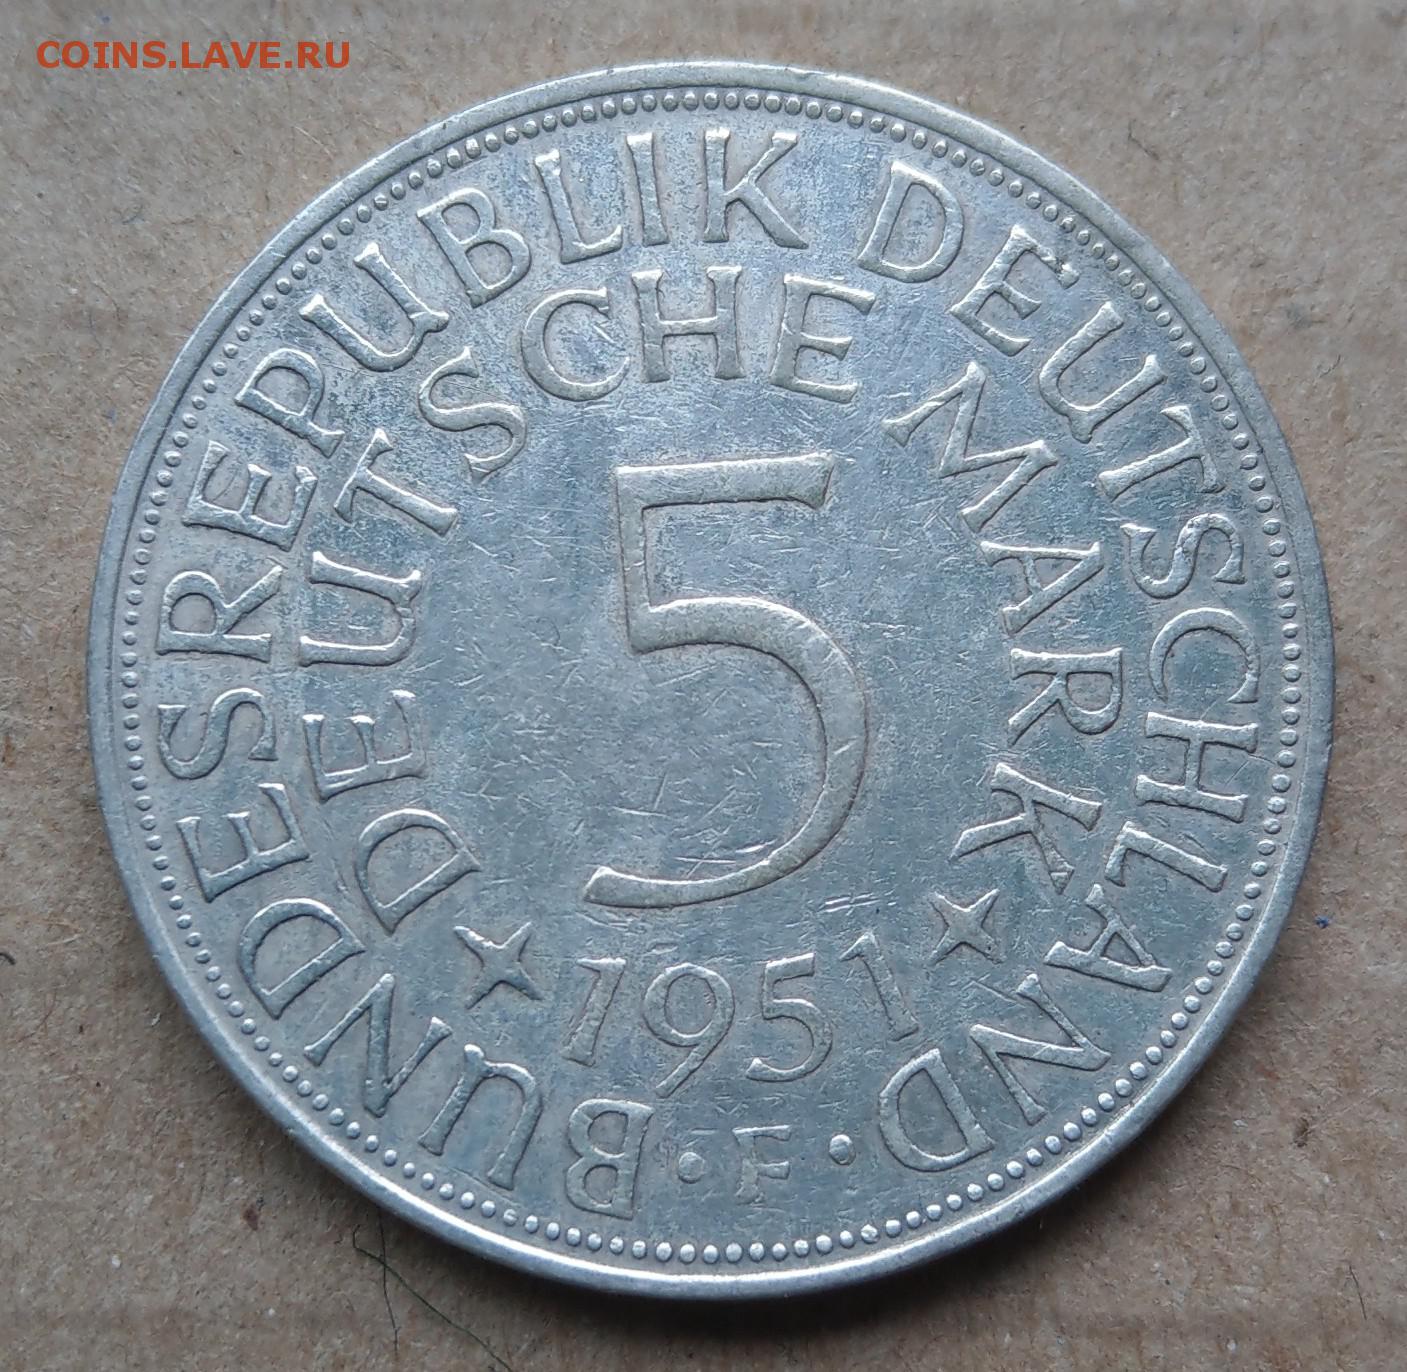 COINS.LAVE.RU
BUNDESREPUBLIK DEUTSCHLAND
DEUTSCHE MARK
5
1951
· F ·